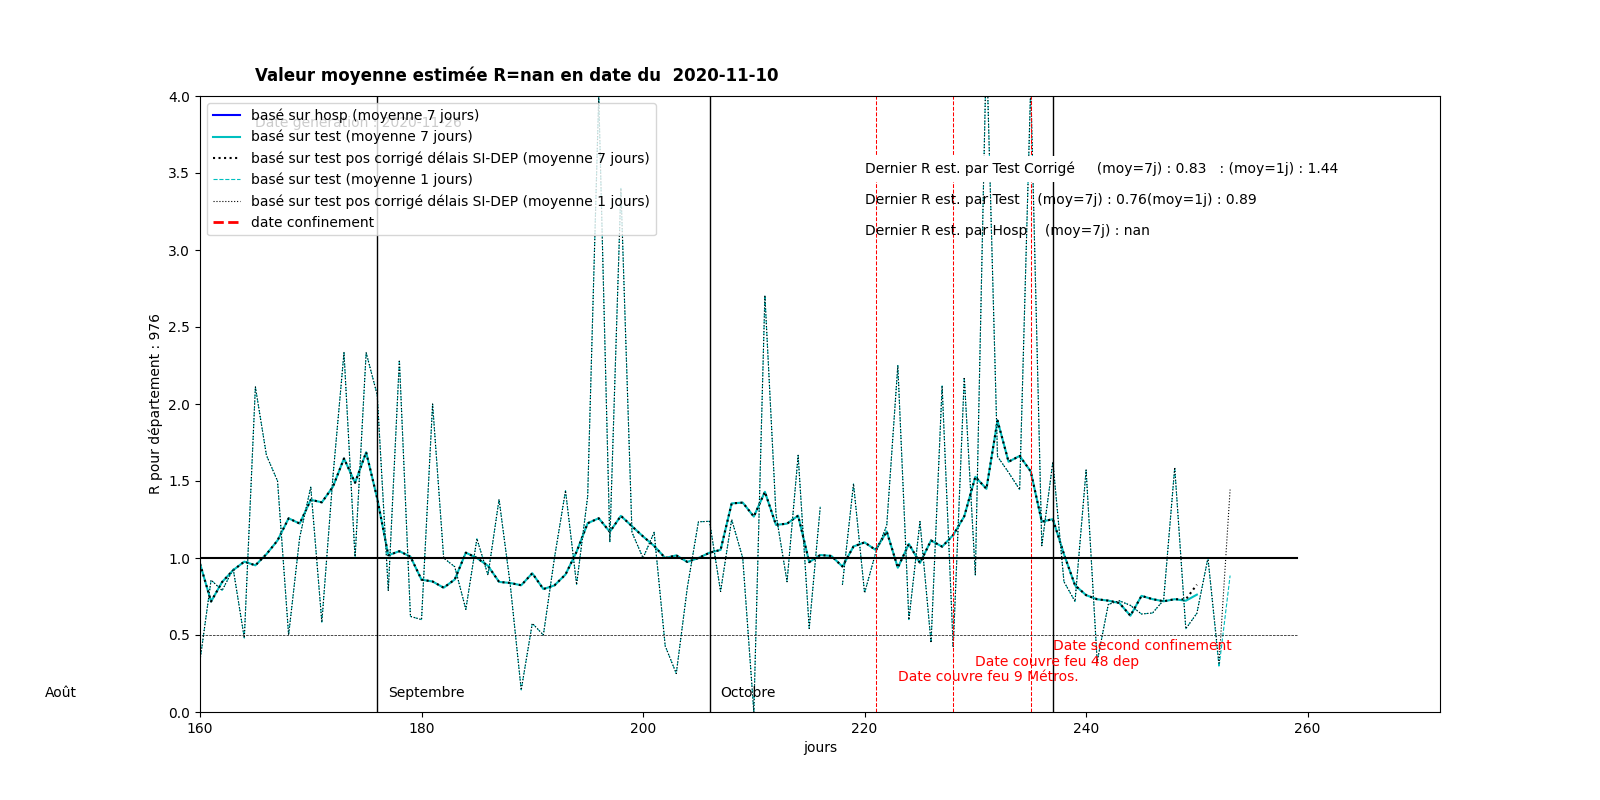 Valeur moyenne estimée R=nan en date du  2020-11-10
4.0
3.5
3.0
2.5
2.0
1.5
1.0
0.5
0.0
R pour département : 976
Date génération : 2020-11-26
basé sur hosp (moyenne 7 jours)
basé sur test (moyenne 7 jours)
basé sur test pos corrigé délais SI-DEP (moyenne 7 jours)
basé sur test (moyenne 1 jours)
basé sur test pos corrigé délais SI-DEP (moyenne 1 jours)
date confinement
Dernier R est. par Test Corrigé     (moy=7j) : 0.83   : (moy=1j) : 1.44
Dernier R est. par Test    (moy=7j) : 0.76(moy=1j) : 0.89
Dernier R est. par Hosp    (moy=7j) : nan
Date second confinement
Date couvre feu 48 dep
Date couvre feu 9 Métros.
Août
Septembre
Octobre
160 180 200 220 240 260
jours